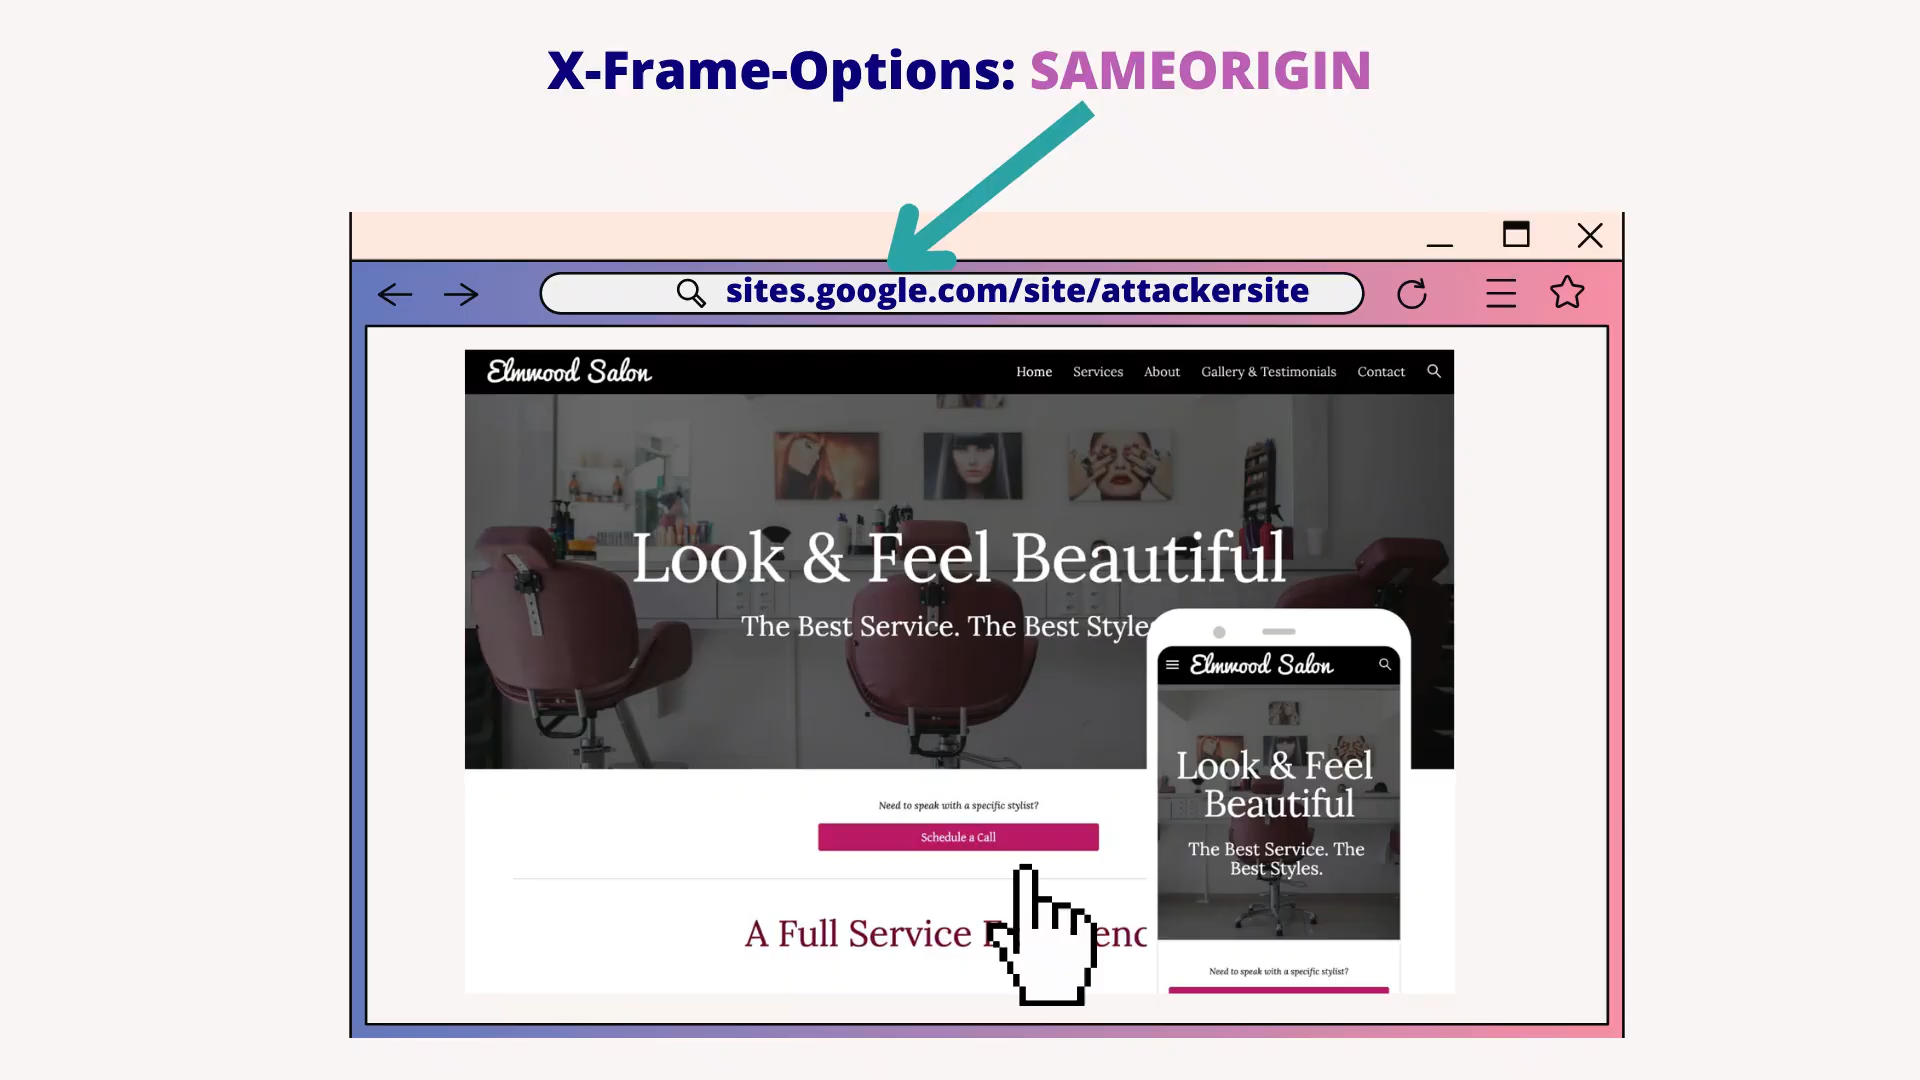 X-Frame-Options: SAMEORIGIN
sites.google.com/site/attackersite
Elmwood Salon
Home Services About Gallery & Testimonials Contact
Look & Feel Beautiful
The Best Service. The Best Style
Need to speak with a specific stylist?
Schedule a Call
A Full Service
Elmwood Salon
Look & Feel
Beautiful
The Best Service. The
Best Styles.
Need to speak with a specific stylist?